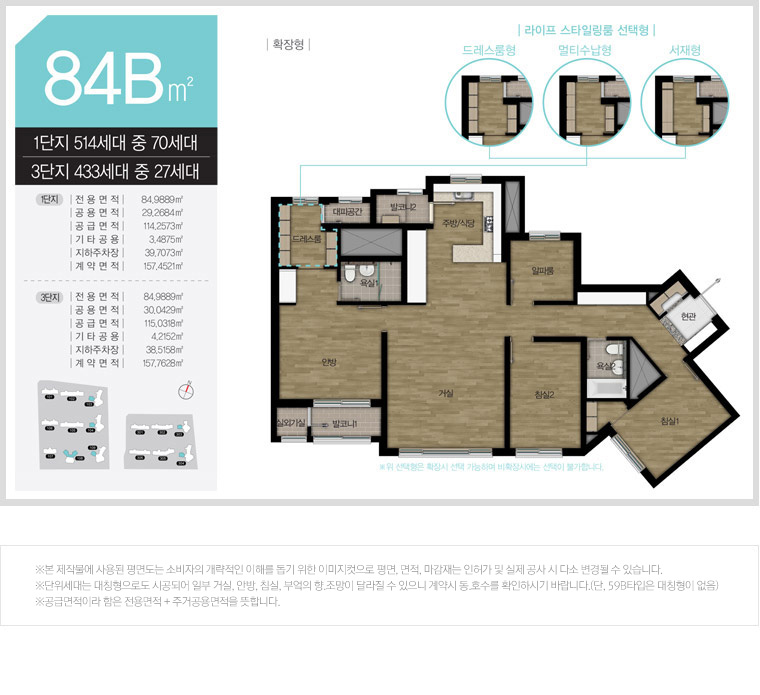 84Bm²
1단지 514세대 중 70세대
3단지 433세대 중 27세대
1단지
전용면적 84.9889㎡
공용면적 29.2684㎡
공급면적 114.2573㎡
기타공용 3.4875㎡
지하주차장 39.7073㎡
계약면적 157.4521㎡
3단지
전용면적 84.9889㎡
공용면적 30.0429㎡
공급면적 115.0318㎡
기타공용 4.2152㎡
지하주차장 38.5158㎡
계약면적 157.7628㎡
| 확장형 |
| 라이프 스타일링룸 선택형 |
드레스룸형 멀티수납형 서재형
대피공간
발코니2
주방/식당
드레스룸
알파룸
욕실1
현관
안방
거실
침실2
욕실2
침실1
실외기실
발코니1
※위 선택형은 확장시 선택 가능하며 비확장시에는 선택이 불가합니다.
※본 제작물에 사용된 평면도는 소비자의 개략적인 이해를 돕기 위한 이미지컷으로 평면, 면적, 마감재는 인허가 및 실제 공사 시 다소 변경될 수 있습니다.
※단위세대는 대칭형으로도 시공되어 일부 거실, 안방, 침실, 부엌의 향,조망이 달라질 수 있으니 계약시 동,호수를 확인하시기 바랍니다.(단, 59B타입은 대칭형이 없음)
※공급면적이라 함은 전용면적 + 주거공용면적을 뜻합니다.